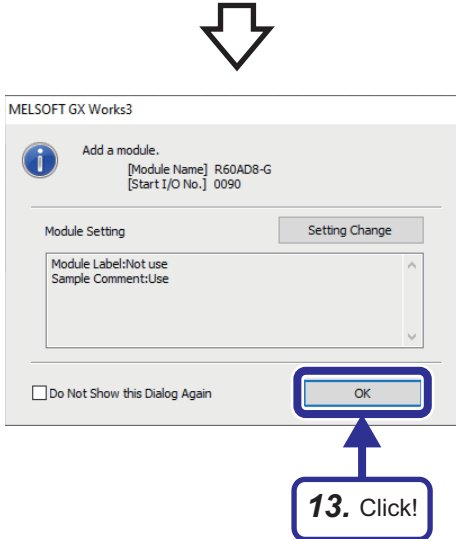 MELSOFT GX Works3
Add a module.
[Module Name] R60AD8-G
[Start I/O No.] 0090
Module Setting
Setting Change
Module Label:Not use
Sample Comment:Use
Do Not Show this Dialog Again
OK
13. Click!